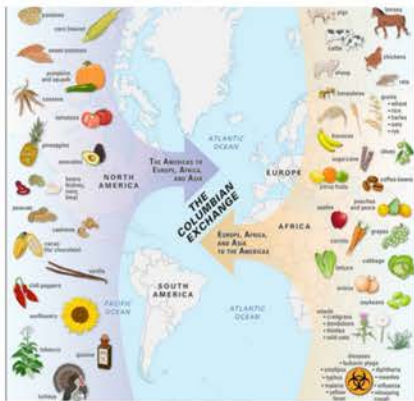 potatoes
corn (maize)
sweet potatoes
pumpkins
and squash
cassava
tomatoes
pineapples
avocados
beans
(kidney,
navy,
lima)
peanuts
cashews
cacao
(for chocolate)
vanilla
chili peppers
sunflowers
tobacco
quinine
turkeys
NORTH
AMERICA
ATLANTIC
OCEAN
THE AMERICAS TO
EUROPE, AFRICA,
AND ASIA
THE
COLUMBIAN
EXCHANGE
EUROPE, AFRICA,
AND ASIA
TO THE AMERICAS
EUROPE
AFRICA
SOUTH
AMERICA
PACIFIC
OCEAN
ATLANTIC
OCEAN
pigs
horses
cattle
chickens
sheep
rats
honeybees
grains
• wheat
• rice
• barley
• oats
• rye
bananas
sugarcane
olives
citrus fruits
coffee beans
apples
peaches
and pears
carrots
grapes
lettuce
cabbage
onions
soybeans
weeds
• crabgrass
• dandelions
• thistles
• wild oats
diseases
• bubonic plague
• smallpox
• typhus
• malaria
• yellow
fever
• diphtheria
• measles
• influenza
• whooping
cough